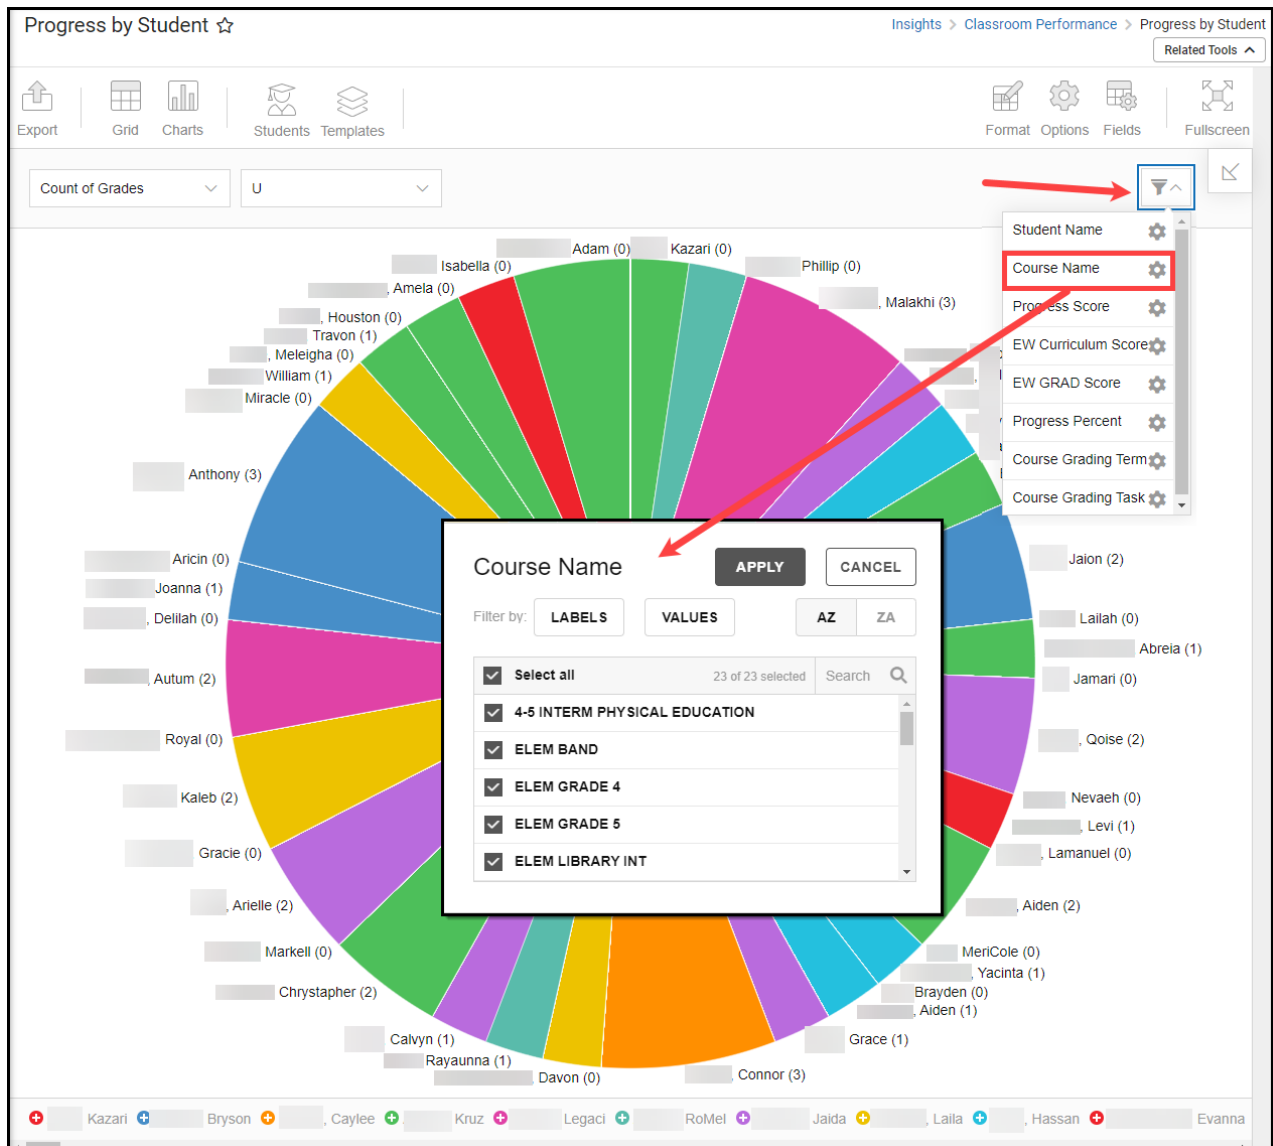 Progress by Student
Insights > Classroom Performance > Progress by Student
Related Tools
Export
Grid
Charts
Students
Templates
Format
Options
Fields
Fullscreen
Count of Grades
U
Student Name
Course Name
Progress Score
EW Curriculum Score
EW GRAD Score
Progress Percent
Course Grading Term
Course Grading Task
Adam (0)
Kazari (0)
Isabella (0)
Phillip (0)
, Amela (0)
, Malakhi (3)
, Houston (0)
Travon (1)
, Meleigha (0)
William (1)
Miracle (0)
Anthony (3)
Aricin (0)
Jaion (2)
Joanna (1)
, Delilah (0)
Lailah (0)
Abreia (1)
, Autum (2)
Jamari (0)
Royal (0)
, Qoise (2)
Kaleb (2)
Nevaeh (0)
, Levi (1)
Gracie (0)
, Lamanuel (0)
, Arielle (2)
, Aiden (2)
Markell (0)
MeriCole (0)
, Yacinta (1)
Chrystapher (2)
Brayden (0)
, Aiden (1)
Calvyn (1)
Grace (1)
Rayaunna (1)
, Davon (0)
, Connor (3)
Course Name
APPLY
CANCEL
Filter by:
LABELS
VALUES
AZ
ZA
Select all
23 of 23 selected
Search
4-5 INTERM PHYSICAL EDUCATION
ELEM BAND
ELEM GRADE 4
ELEM GRADE 5
ELEM LIBRARY INT
Kazari
Bryson
, Caylee
Kruz
Legaci
RoMel
Jaida
, Laila
, Hassan
Evanna